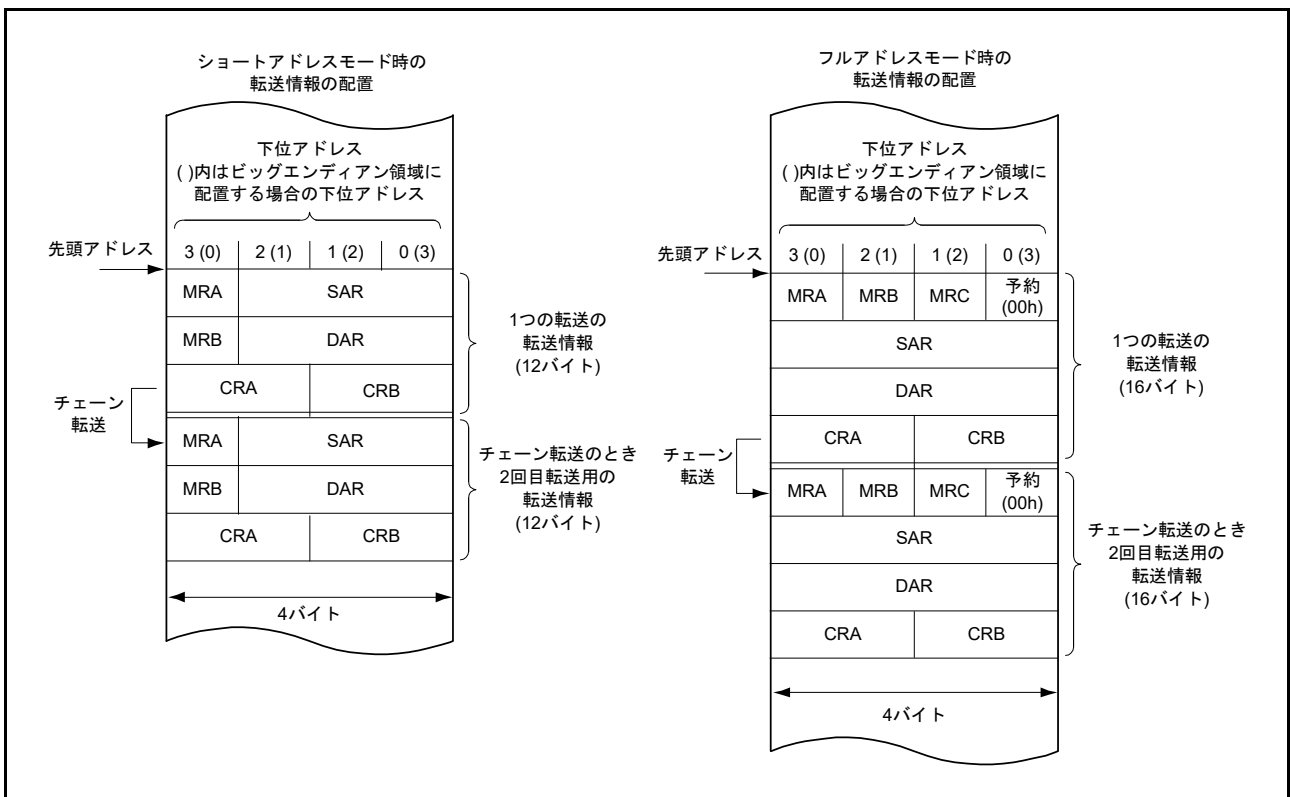 ショートアドレスモード時の
転送情報の配置
下位アドレス
( )内はビッグエンディアン領域に
配置する場合の下位アドレス
先頭アドレス
3 (0) 2 (1) 1 (2) 0 (3)
MRA SAR
MRB DAR
CRA CRB
1つの転送の
転送情報
(12バイト)
チェーン
転送
MRA SAR
MRB DAR
CRA CRB
チェーン転送のとき
2回目転送用の
転送情報
(12バイト)
4バイト
フルアドレスモード時の
転送情報の配置
下位アドレス
( )内はビッグエンディアン領域に
配置する場合の下位アドレス
先頭アドレス
3 (0) 2 (1) 1 (2) 0 (3)
MRA MRB MRC 予約
(00h)
SAR
DAR
CRA CRB
1つの転送の
転送情報
(16バイト)
チェーン
転送
MRA MRB MRC 予約
(00h)
SAR
DAR
CRA CRB
チェーン転送のとき
2回目転送用の
転送情報
(16バイト)
4バイト